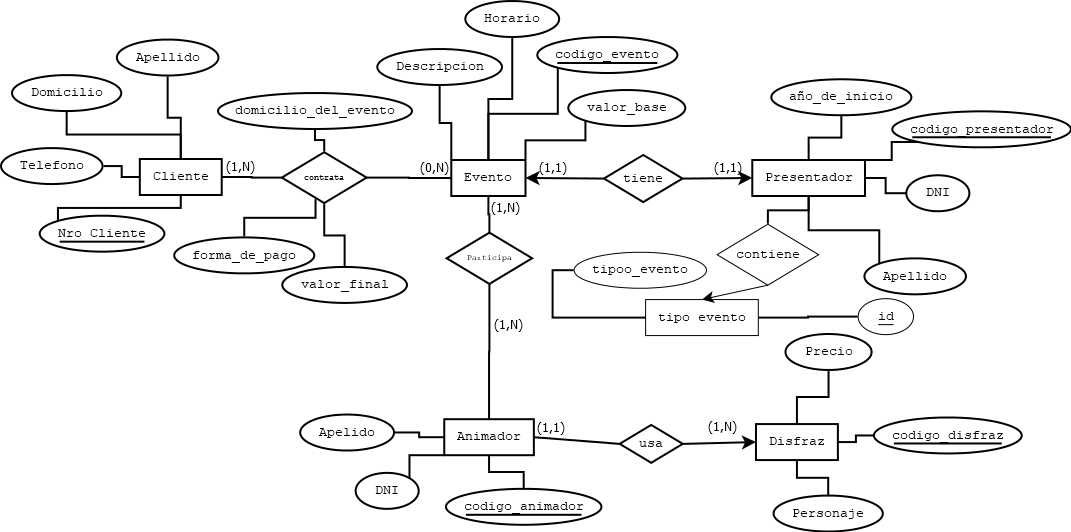 Horario
Apellido
Descripcion
codigo_evento
Domicilio
domicilio_del_evento
valor_base
año_de_inicio
codigo_presentador
Telefono
Cliente
(1,N)
contrata
(0,N)
Evento
(1,1)
tiene
(1,1)
Presentador
DNI
(1,N)
Nro Cliente
forma_de_pago
valor_final
Participa
contiene
tipoo_evento
Apellido
tipo evento
id
(1,N)
Precio
Apelido
Animador
(1,1)
usa
(1,N)
Disfraz
codigo_disfraz
DNI
codigo_animador
Personaje